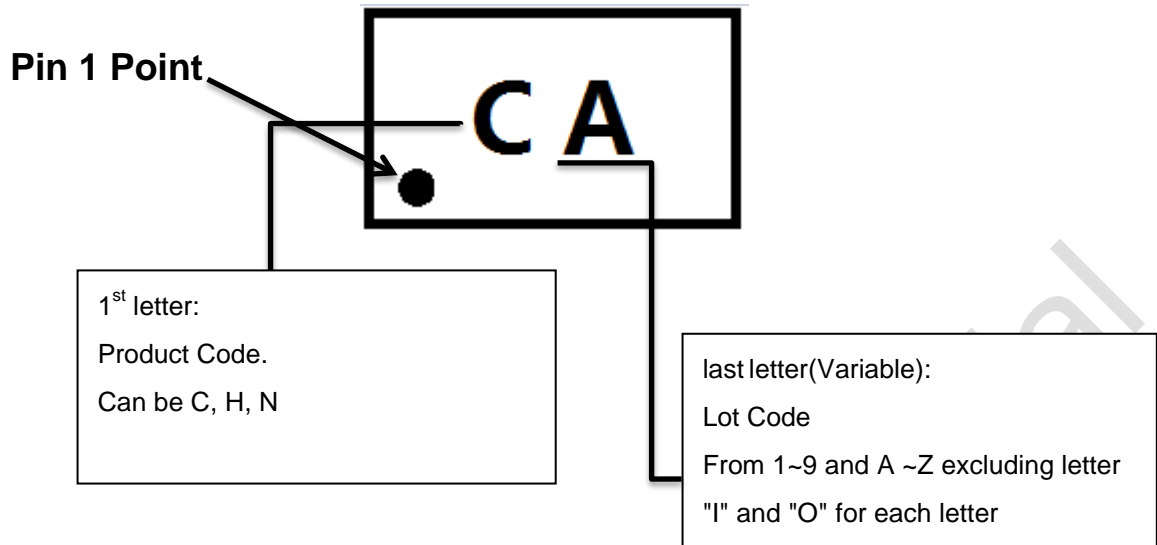 Pin 1 Point
C A
1st letter:
Product Code.
Can be C, H, N
last letter(Variable):
Lot Code
From 1~9 and A ~Z excluding letter
"I" and "O" for each letter